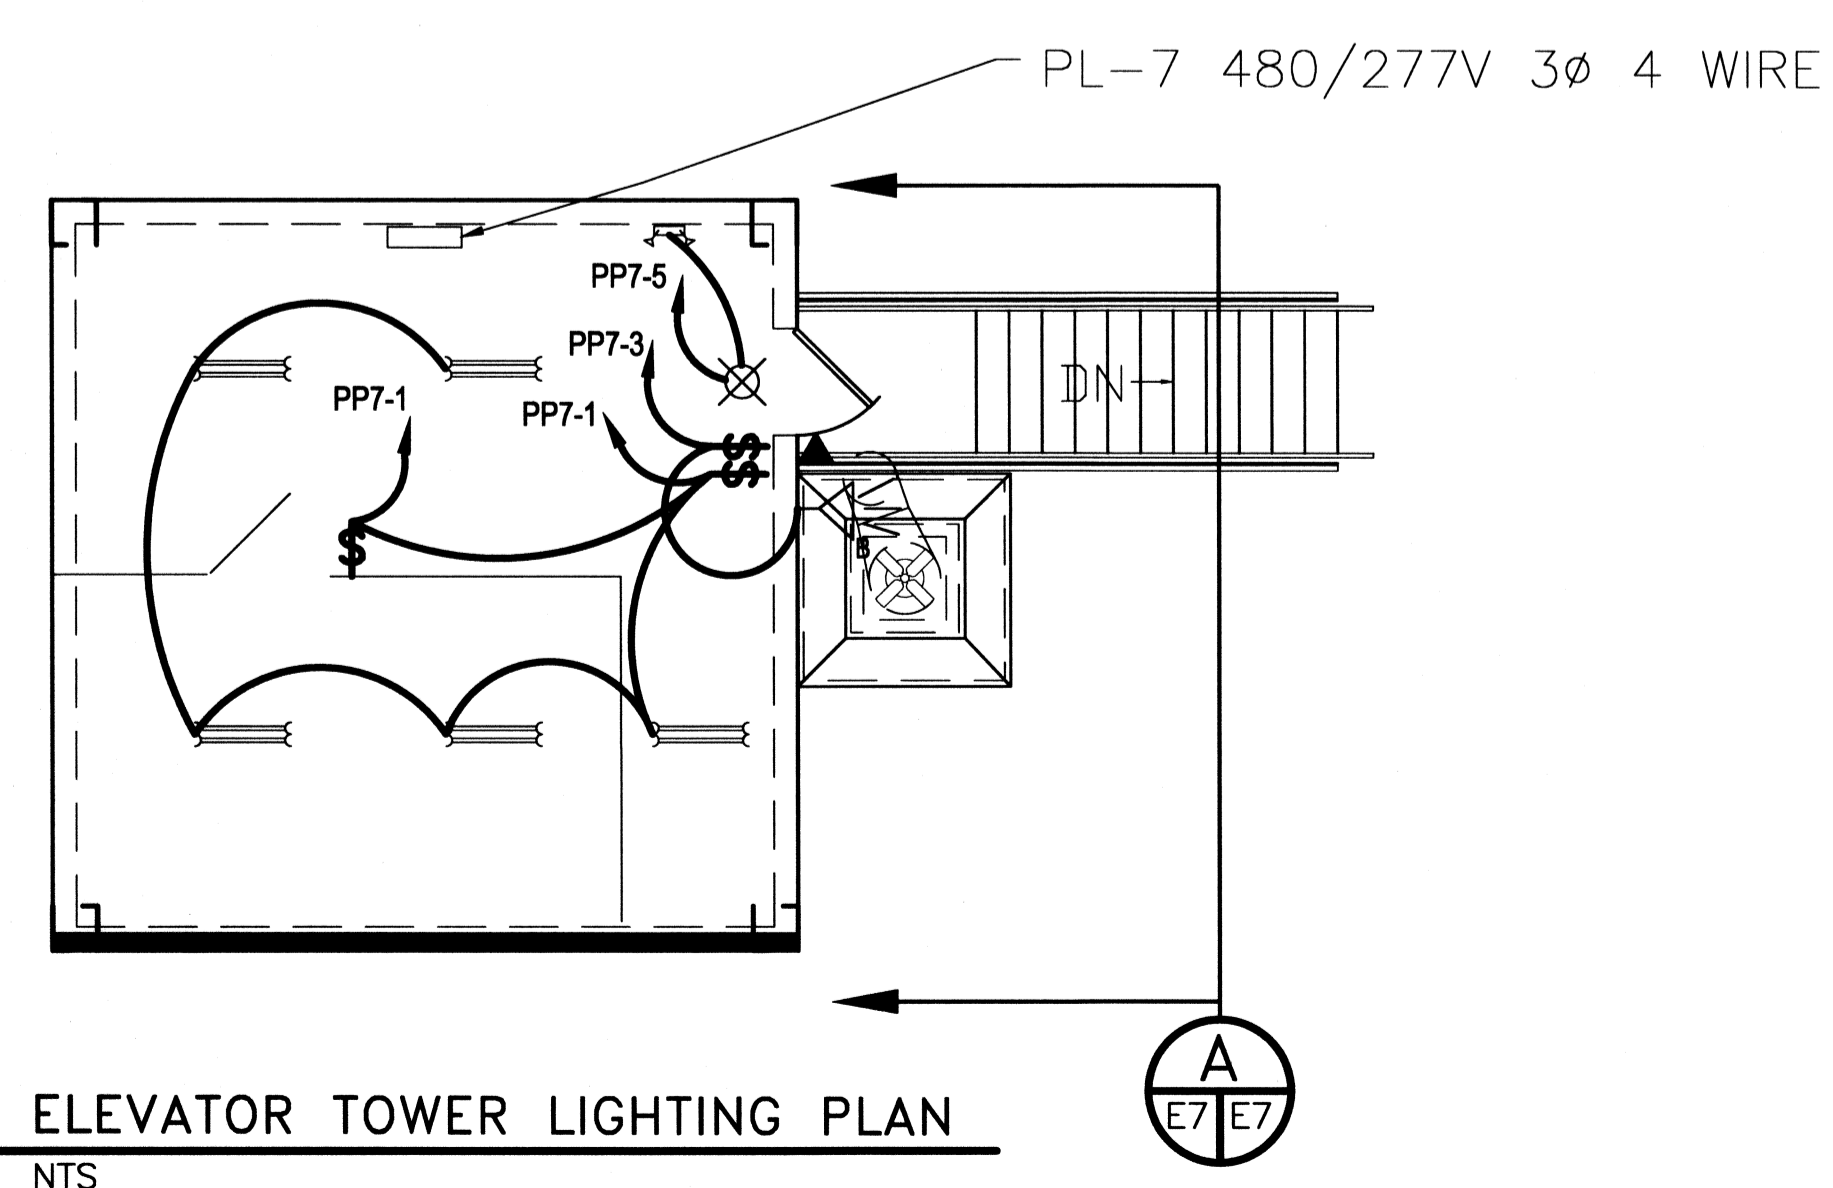 PL-7 480/277V 3ø 4 WIRE
PP7-5
PP7-3
PP7-1
PP7-1
$
$
$
DN
B
A
E7 E7
ELEVATOR TOWER LIGHTING PLAN
NTS